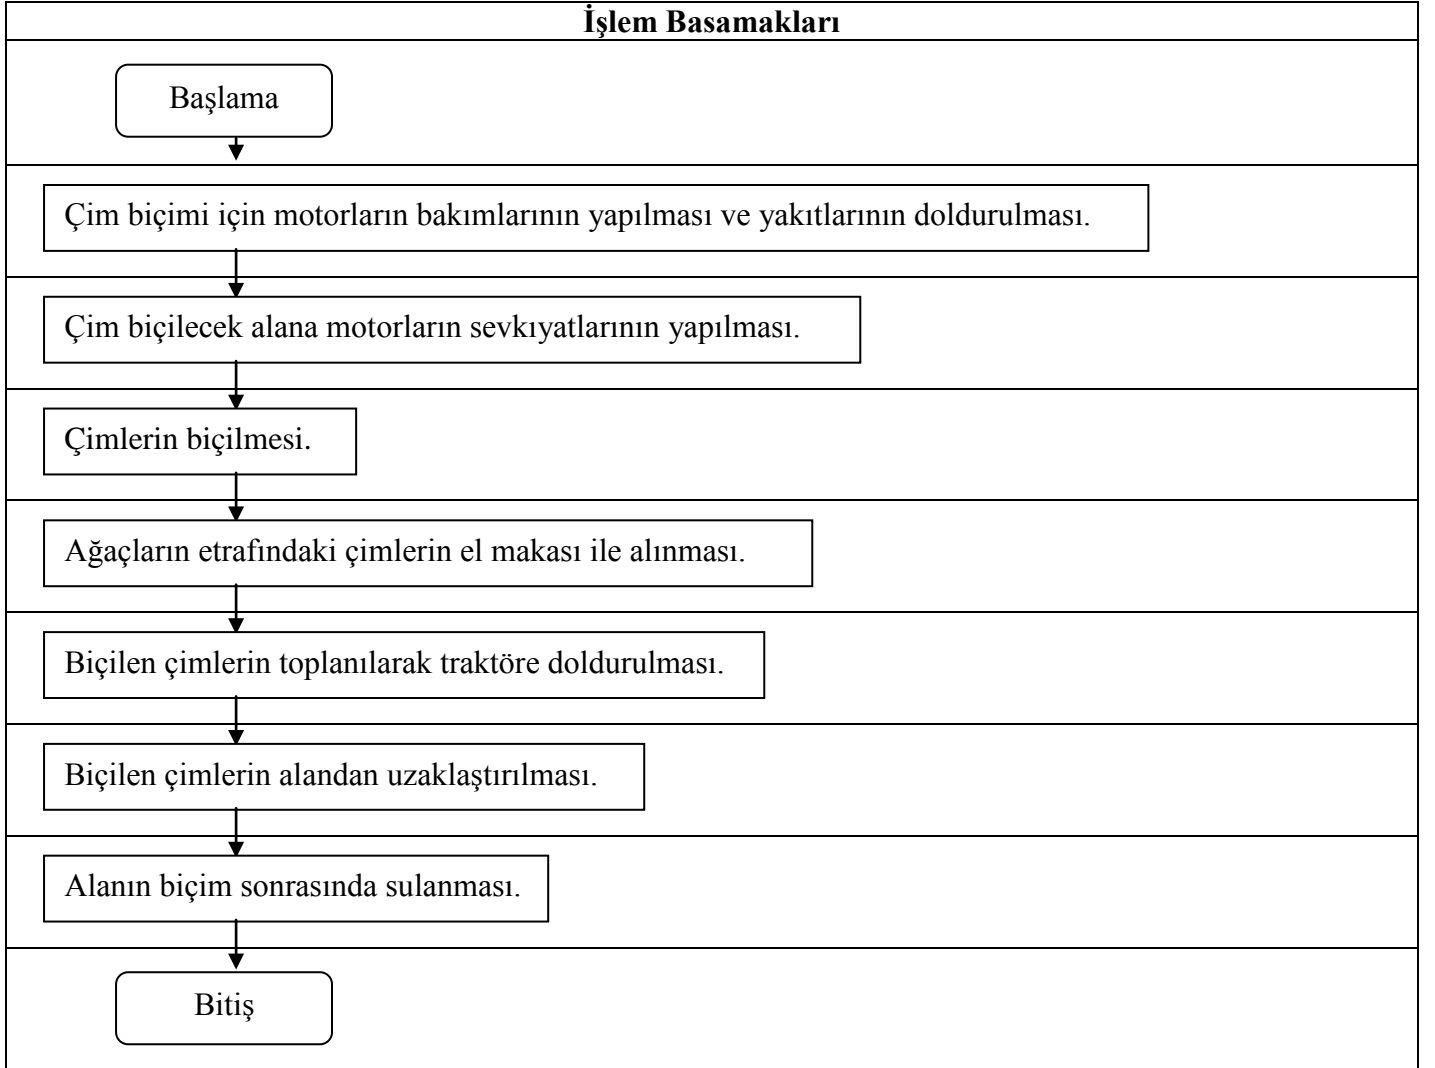 İşlem Basamakları
Başlama
Çim biçimi için motorların bakımlarının yapılması ve yakıtlarının doldurulması.
Çim biçilecek alana motorların sevkıyatlarının yapılması.
Çimlerin biçilmesi.
Ağaçların etrafındaki çimlerin el makası ile alınması.
Biçilen çimlerin toplanılarak traktöre doldurulması.
Biçilen çimlerin alandan uzaklaştırılması.
Alanın biçim sonrasında sulanması.
Bitiş